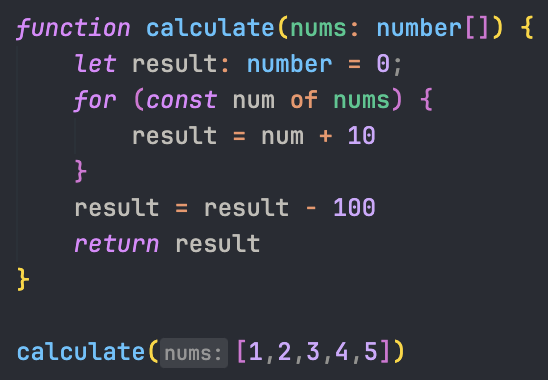 function calculate(nums: number[]) {
let result: number = 0;
for (const num of nums) {
result = num + 10
}
result = result - 100
return result
}
calculate(nums: [1,2,3,4,5])